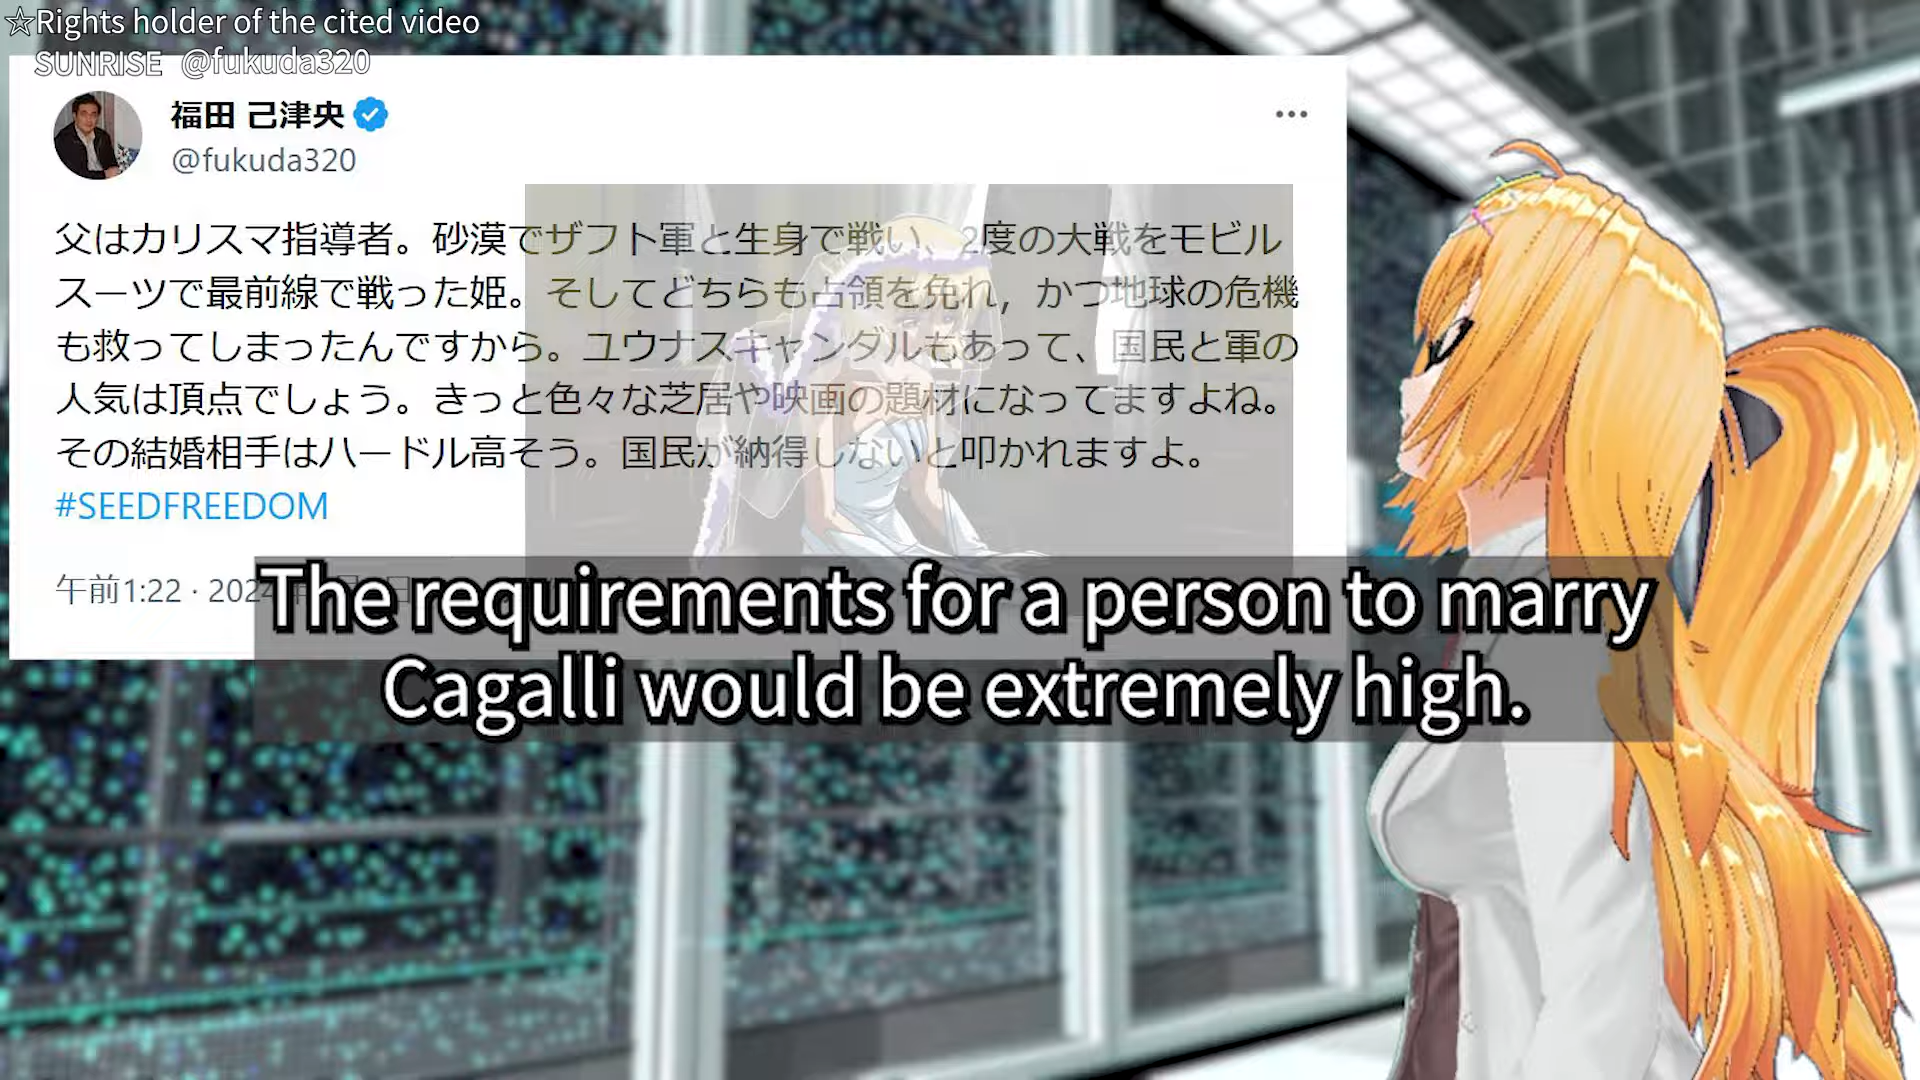 ☆Rights holder of the cited video
SUNRISE @fukuda320
福田 己津央
@fukuda320
父はカリスマ指導者。砂漠でザフト軍と生身で戦い、2度の大戦をモビル
スーツで最前線で戦った姫。そしてどちらも占領を免れ，かつ地球の危機
も救ってしまったんですから。ユウナスキャンダルもあって、国民と軍の
人気は頂点でしょう。きっと色々な芝居や映画の題材になってますよね。
その結婚相手はハードル高そう。国民が納得しないと叩かれますよ。
#SEEDFREEDOM
午前1:22 · 2024
The requirements for a person to marry
Cagalli would be extremely high.